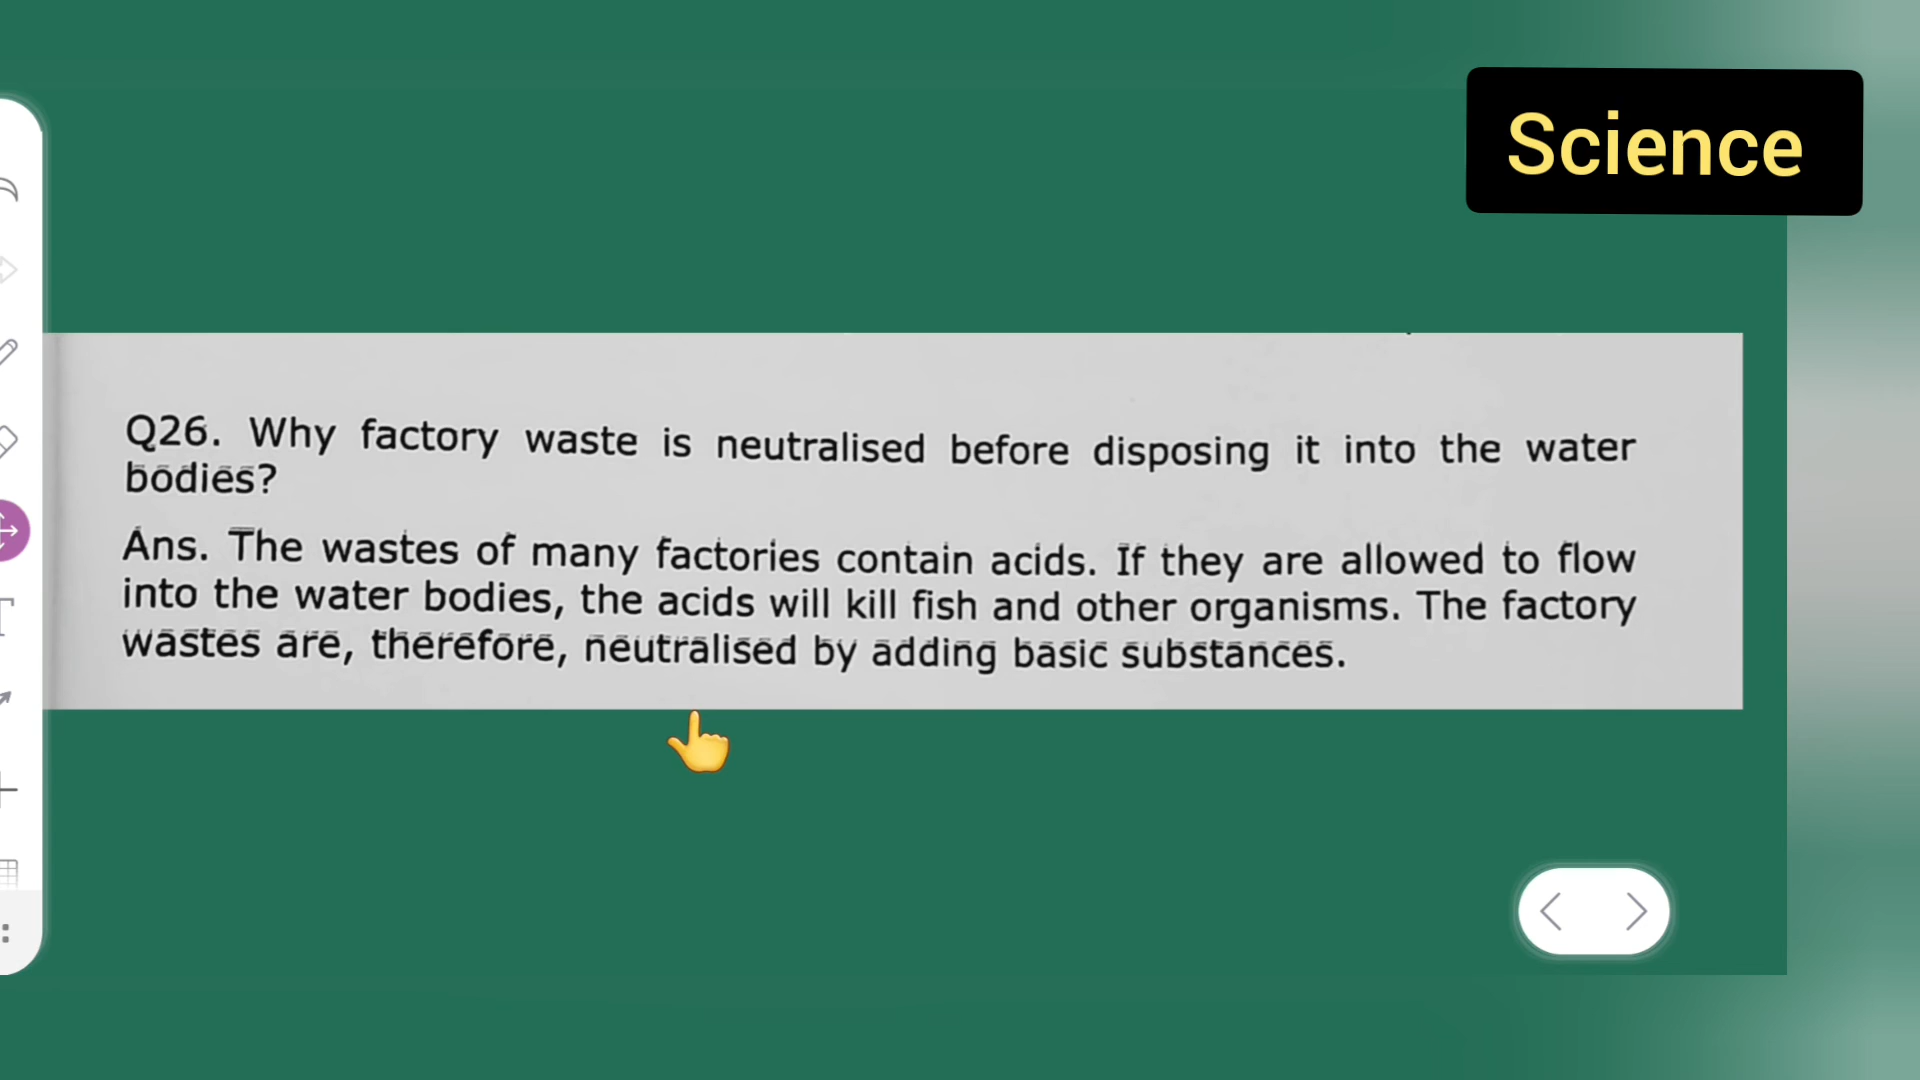 Science
Q26. Why factory waste is neutralised before disposing it into the water
bodies?
Ans. The wastes of many factories contain acids. If they are allowed to flow
into the water bodies, the acids will kill fish and other organisms. The factory
wastes are, therefore, neutralised by adding basic substances.